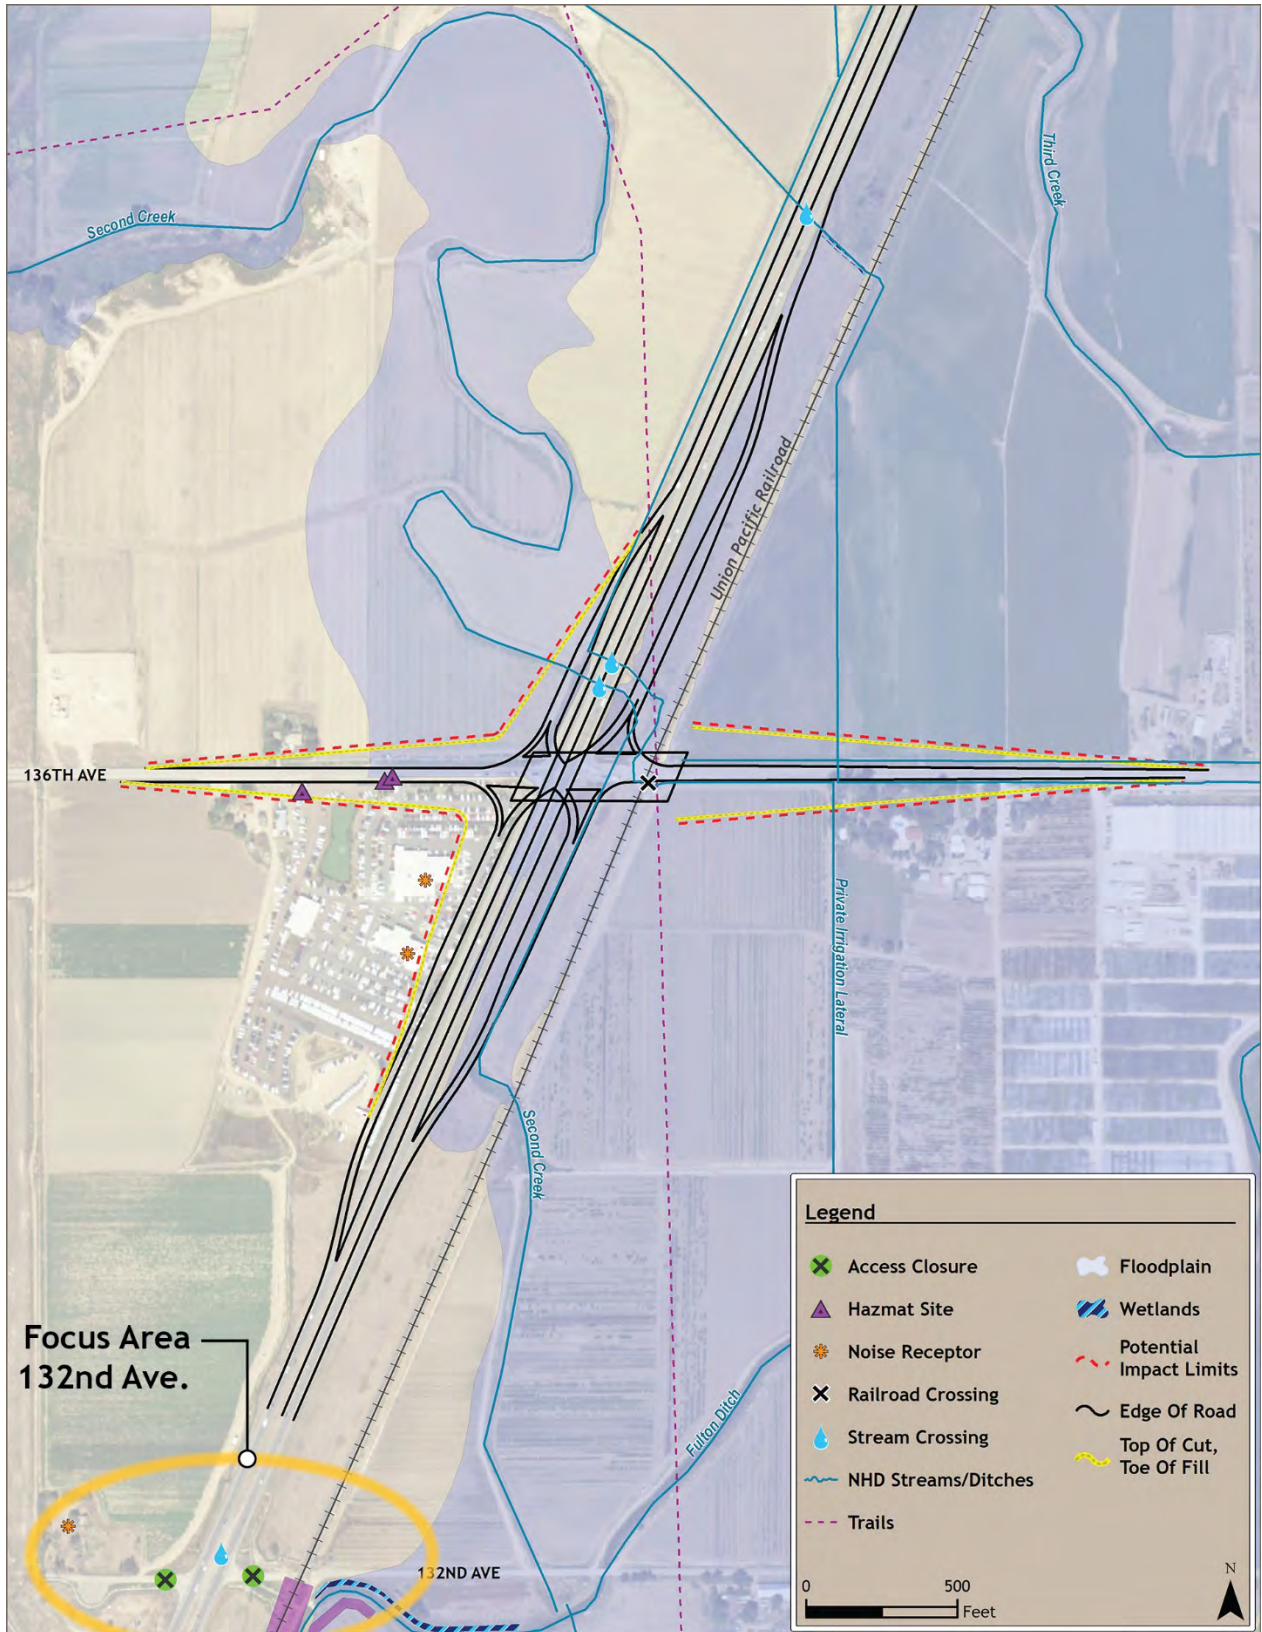 Second Creek
Third Creek
Union Pacific Railroad
136TH AVE
Private Irrigation Lateral
Second Creek
Focus Area
132nd Ave.
Fulton Ditch
132ND AVE
Legend
Access Closure
Hazmat Site
Noise Receptor
Railroad Crossing
Stream Crossing
NHD Streams/Ditches
Trails
Floodplain
Wetlands
Potential
Impact Limits
Edge Of Road
Top Of Cut,
Toe Of Fill
0 500
Feet
N